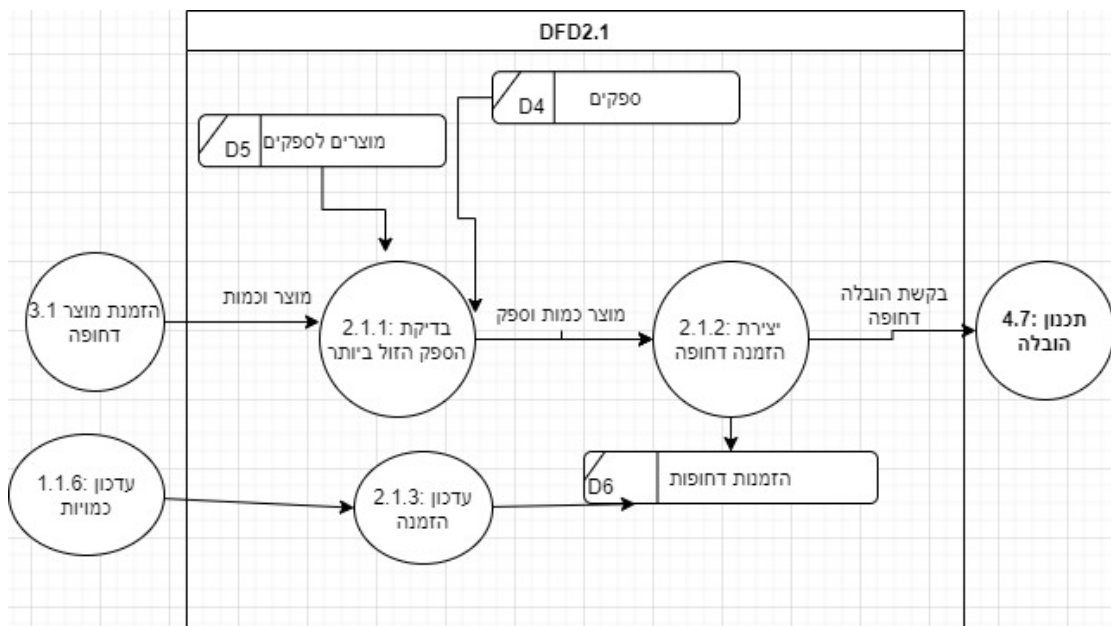 DFD2.1
ספקים
D4
מוצרים לספקים
D5
3.1 הזמנת מוצר
דחופה
מוצר וכמות
2.1.1: בדיקת
הספק הזול ביותר
מוצר כמות וספק
2.1.2: יצירת
הזמנה דחופה
בקשת הובלה
דחופה
4.7: תכנון
הובלה
1.1.6: עדכון
כמויות
2.1.3: עדכון
הזמנה
הזמנות דחופות
D6